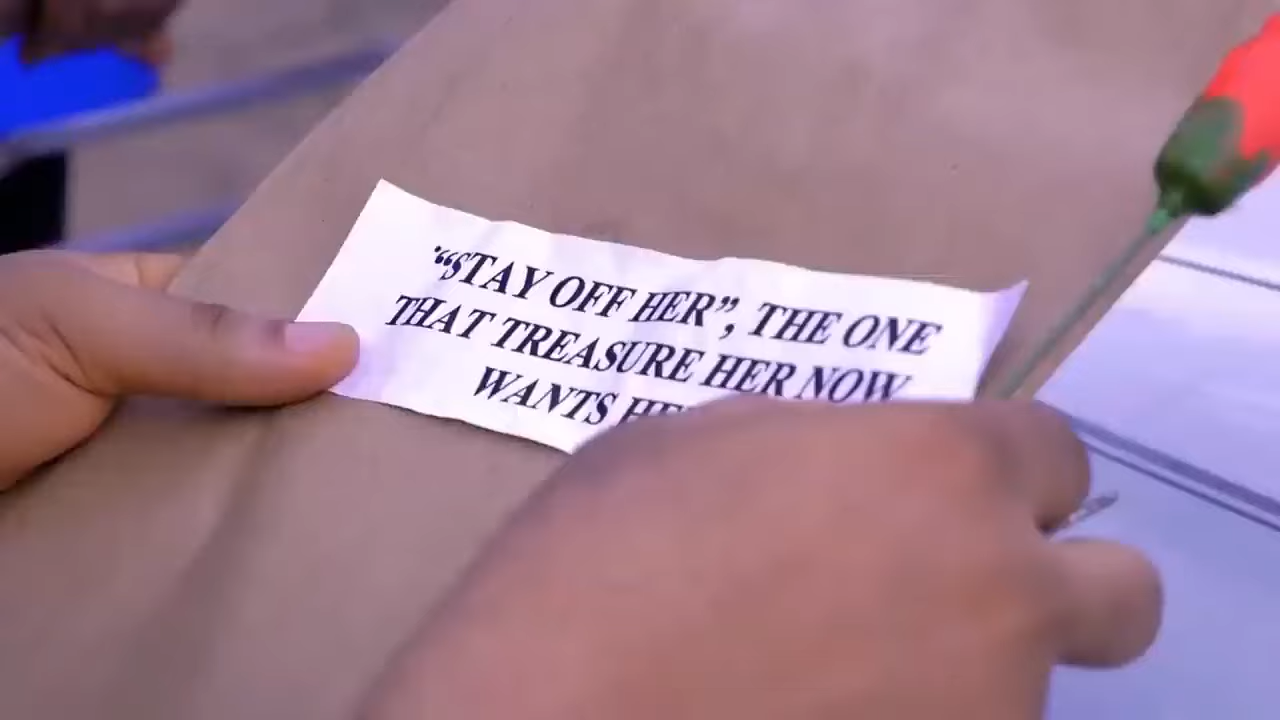 “STAY OFF HER”, THE ONE
THAT TREASURE HER NOW
WANTS